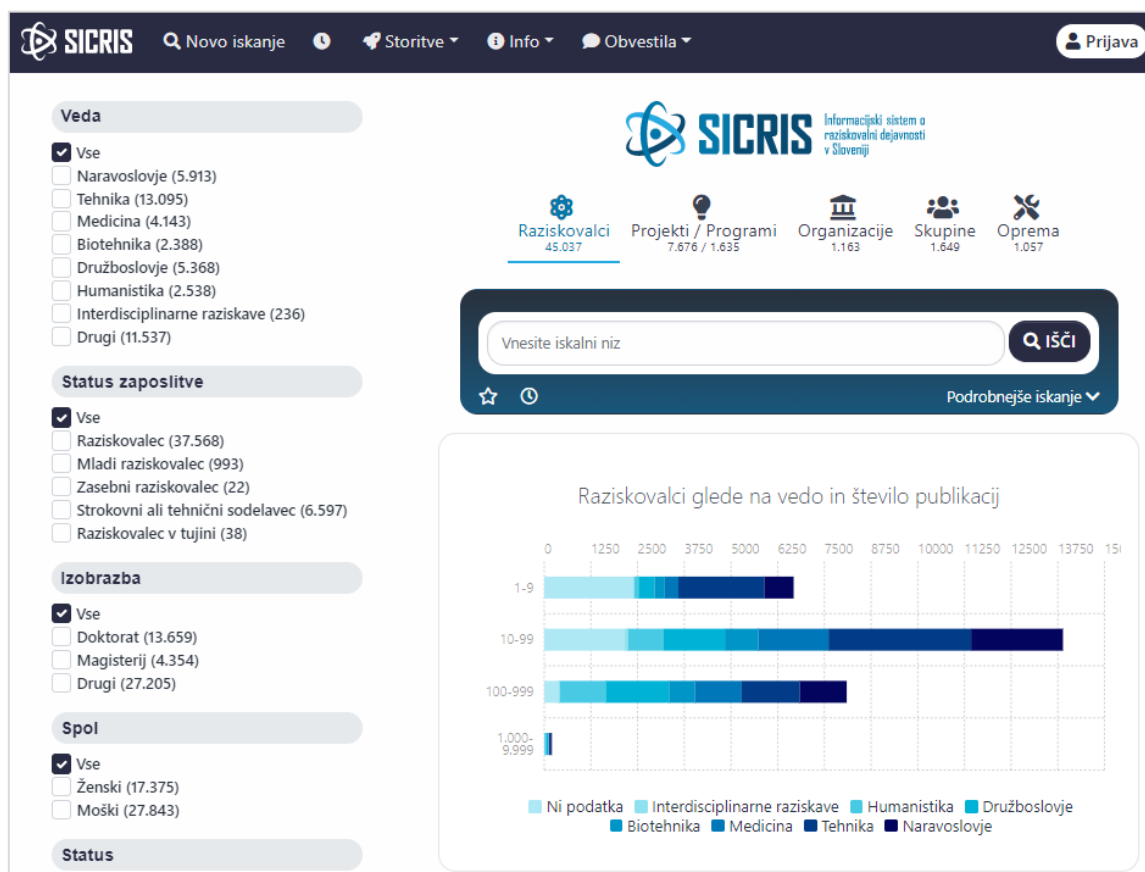 SICRIS Novo iskanje Storitve Info Obvestila Prijava
Veda
Vse
Naravoslovje (5.913)
Tehnika (13.095)
Medicina (4.143)
Biotehnika (2.388)
Družboslovje (5.368)
Humanistika (2.538)
Interdisciplinarne raziskave (236)
Drugi (11.537)
Status zaposlitve
Vse
Raziskovalec (37.568)
Mladi raziskovalec (993)
Zasebni raziskovalec (22)
Strokovni ali tehnični sodelavec (6.597)
Raziskovalec v tujini (38)
Izobrazba
Vse
Doktorat (13.659)
Magisterij (4.354)
Drugi (27.205)
Spol
Vse
Ženski (17.375)
Moški (27.843)
Status
SICRIS
Informacijski sistem o
raziskovalni dejavnosti
v Sloveniji
Raziskovalci Projekti / Programi Organizacije Skupine Oprema
45.037 7.676 / 1.635 1.163 1.649 1.057
Vnesite iskalni niz IŠČI
Podrobnejše iskanje
Raziskovalci glede na vedo in število publikacij
0 1250 2500 3750 5000 6250 7500 8750 10000 11250 12500 13750
1-9
10-99
100-999
1.000-
9.999
Ni podatka Interdisciplinarne raziskave Humanistika Družboslovje
Biotehnika Medicina Tehnika Naravoslovje